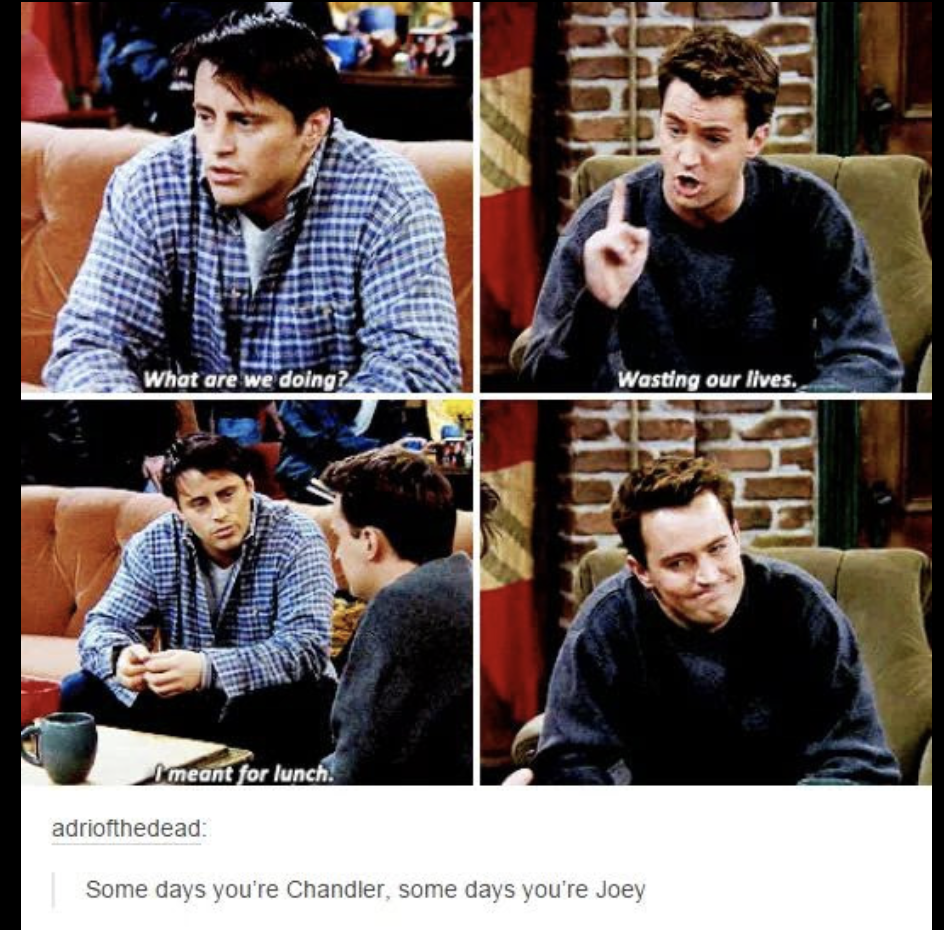 What are we doing?
Wasting our lives.
I meant for lunch.
adriofthedead:
Some days you're Chandler, some days you're Joey